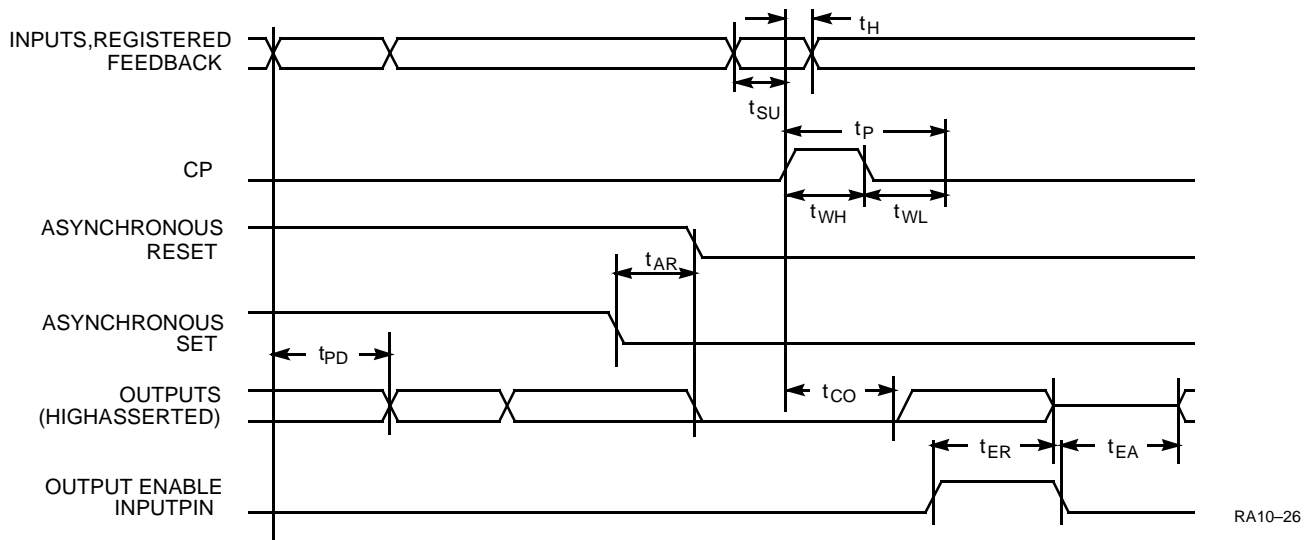 INPUTS,REGISTERED
FEEDBACK
tH
tSU
tP
CP
tWH
tWL
ASYNCHRONOUS
RESET
tAR
ASYNCHRONOUS
SET
tPD
OUTPUTS
(HIGHASSERTED)
tCO
tER
tEA
OUTPUT ENABLE
INPUTPIN
RA10–26